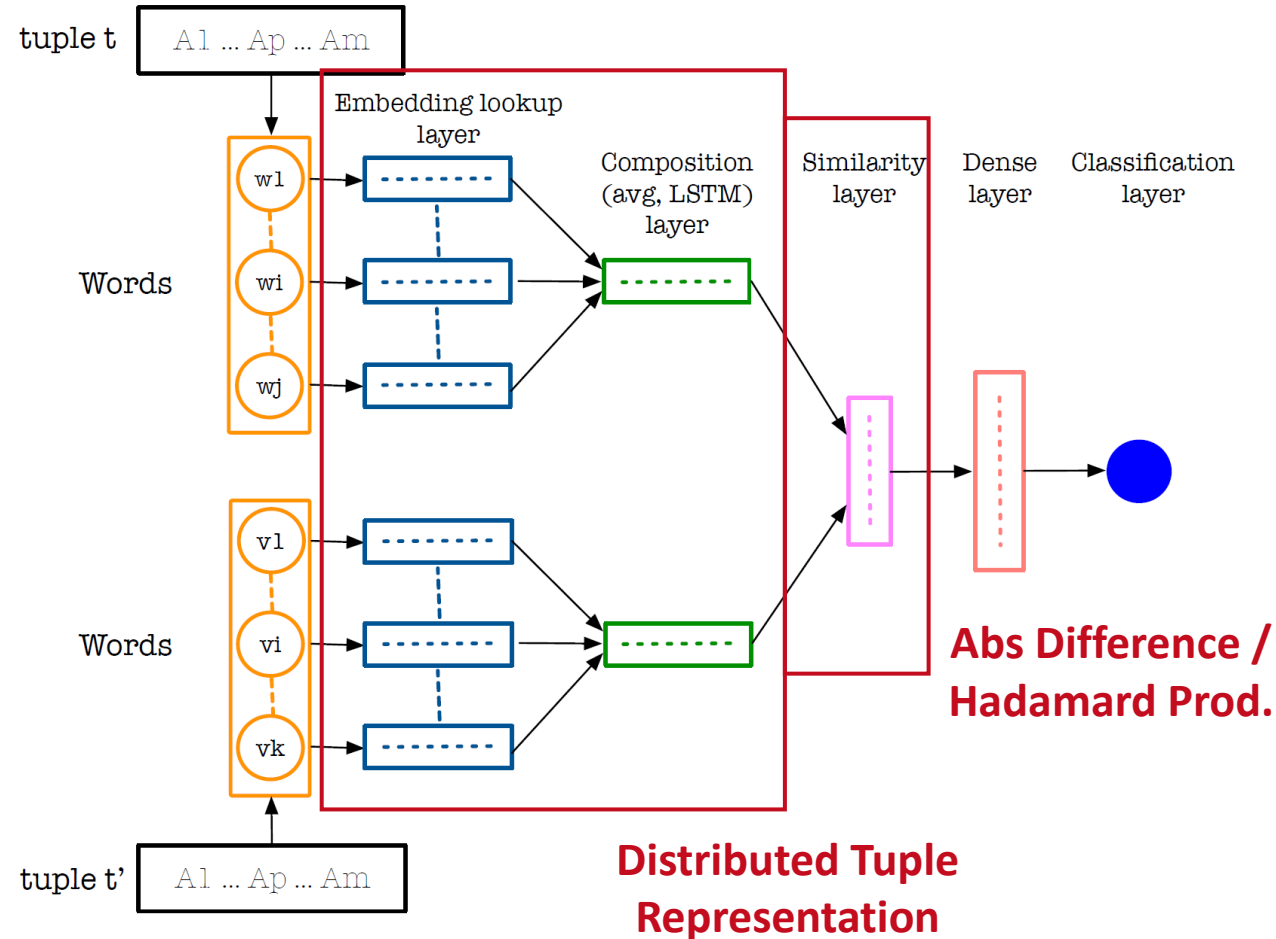 tuple t
A1 ... Ap ... Am
Embedding lookup
layer
Composition
(avg, LSTM)
layer
Similarity
layer
Dense
layer
Classification
layer
Words
w1
wi
wj
Words
v1
vi
vk
Abs Difference /
Hadamard Prod.
tuple t’
A1 ... Ap ... Am
Distributed Tuple
Representation